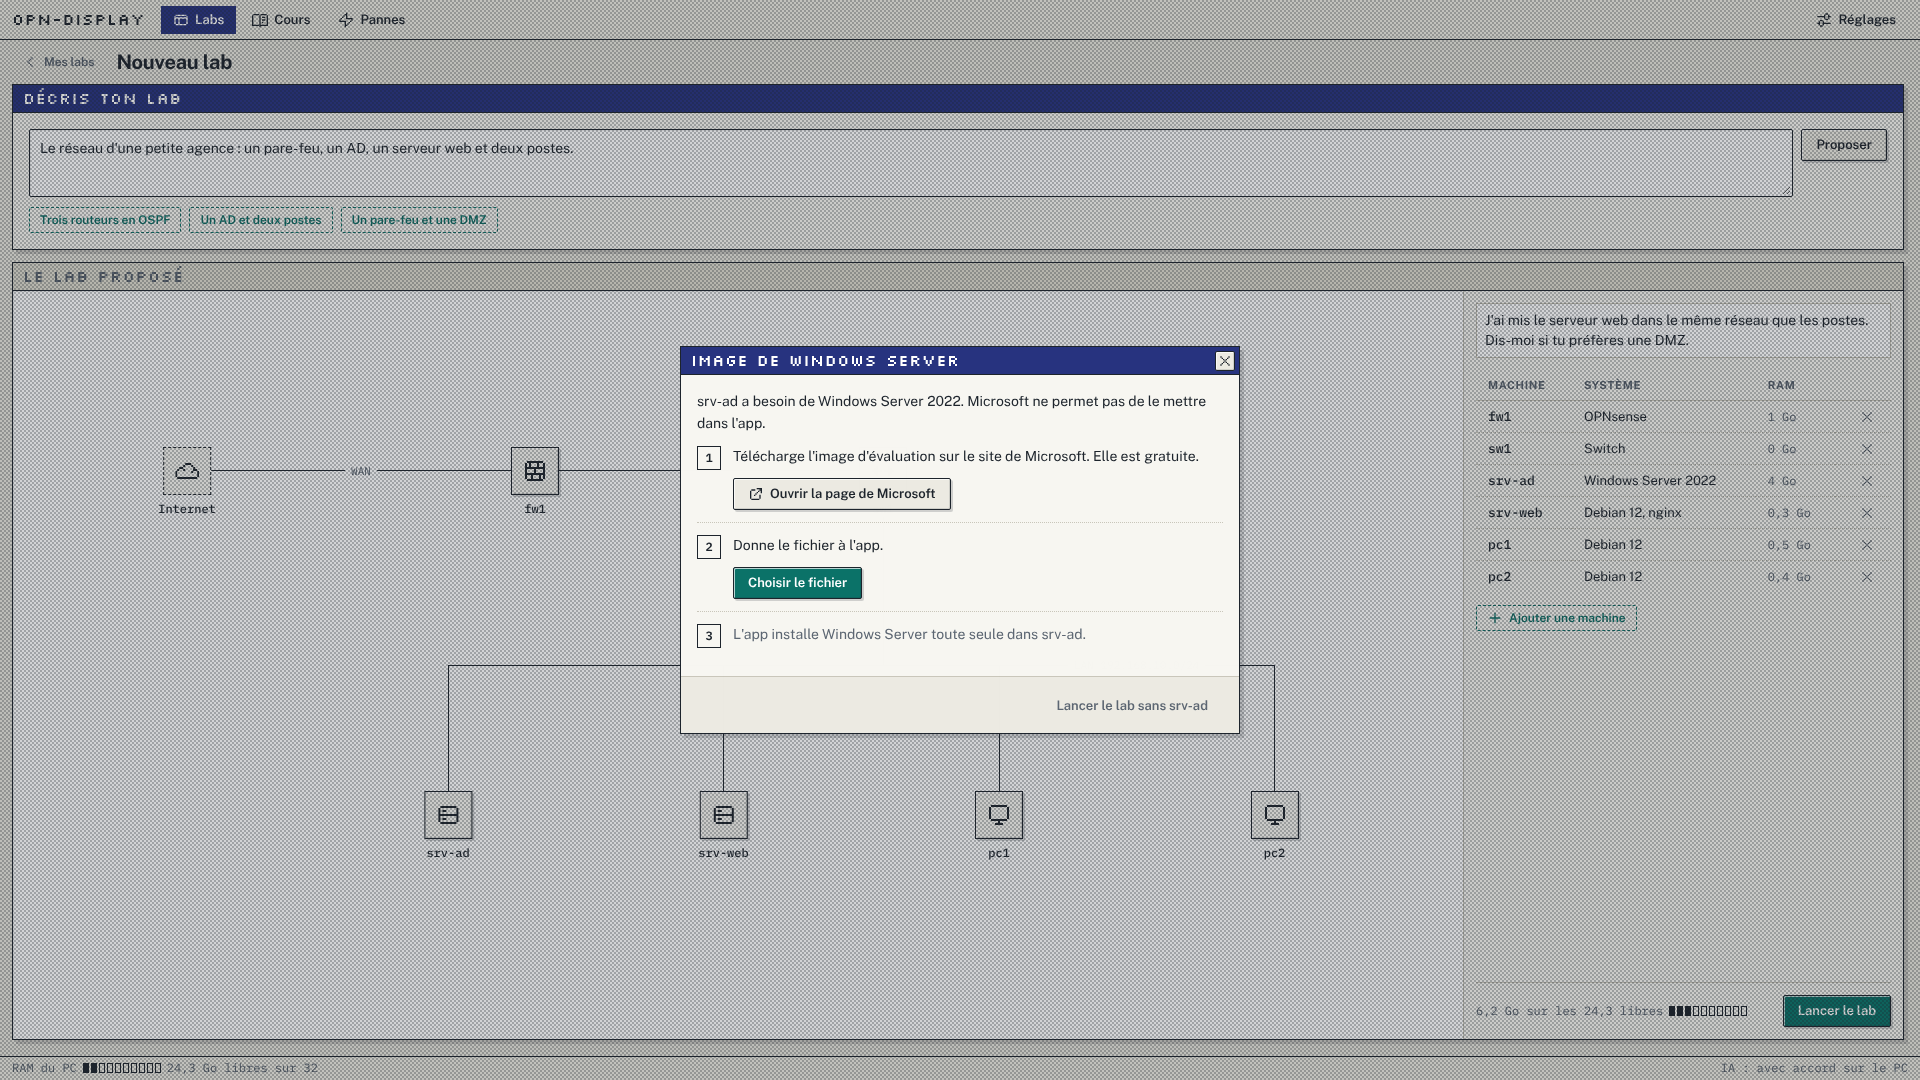 OPN-DISPLAY
Labs
Cours
Pannes
Réglages
Mes labs
Nouveau lab
DÉCRIS TON LAB
Le réseau d'une petite agence : un pare-feu, un AD, un serveur web et deux postes.
Proposer
Trois routeurs en OSPF
Un AD et deux postes
Un pare-feu et une DMZ
LE LAB PROPOSÉ
Internet
WAN
fw1
srv-ad
srv-web
pc1
pc2
IMAGE DE WINDOWS SERVER
srv-ad a besoin de Windows Server 2022. Microsoft ne permet pas de le mettre
dans l'app.
1 Télécharge l'image d'évaluation sur le site de Microsoft. Elle est gratuite.
Ouvrir la page de Microsoft
2 Donne le fichier à l'app.
Choisir le fichier
3 L'app installe Windows Server toute seule dans srv-ad.
Lancer le lab sans srv-ad
J'ai mis le serveur web dans le même réseau que les postes.
Dis-moi si tu préfères une DMZ.
MACHINE SYSTÈME RAM
fw1 OPNsense 1 Go
sw1 Switch 0 Go
srv-ad Windows Server 2022 4 Go
srv-web Debian 12, nginx 0,3 Go
pc1 Debian 12 0,5 Go
pc2 Debian 12 0,4 Go
Ajouter une machine
6,2 Go sur les 24,3 libres
Lancer le lab
RAM du PC 24,3 Go libres sur 32
IA : avec accord sur le PC